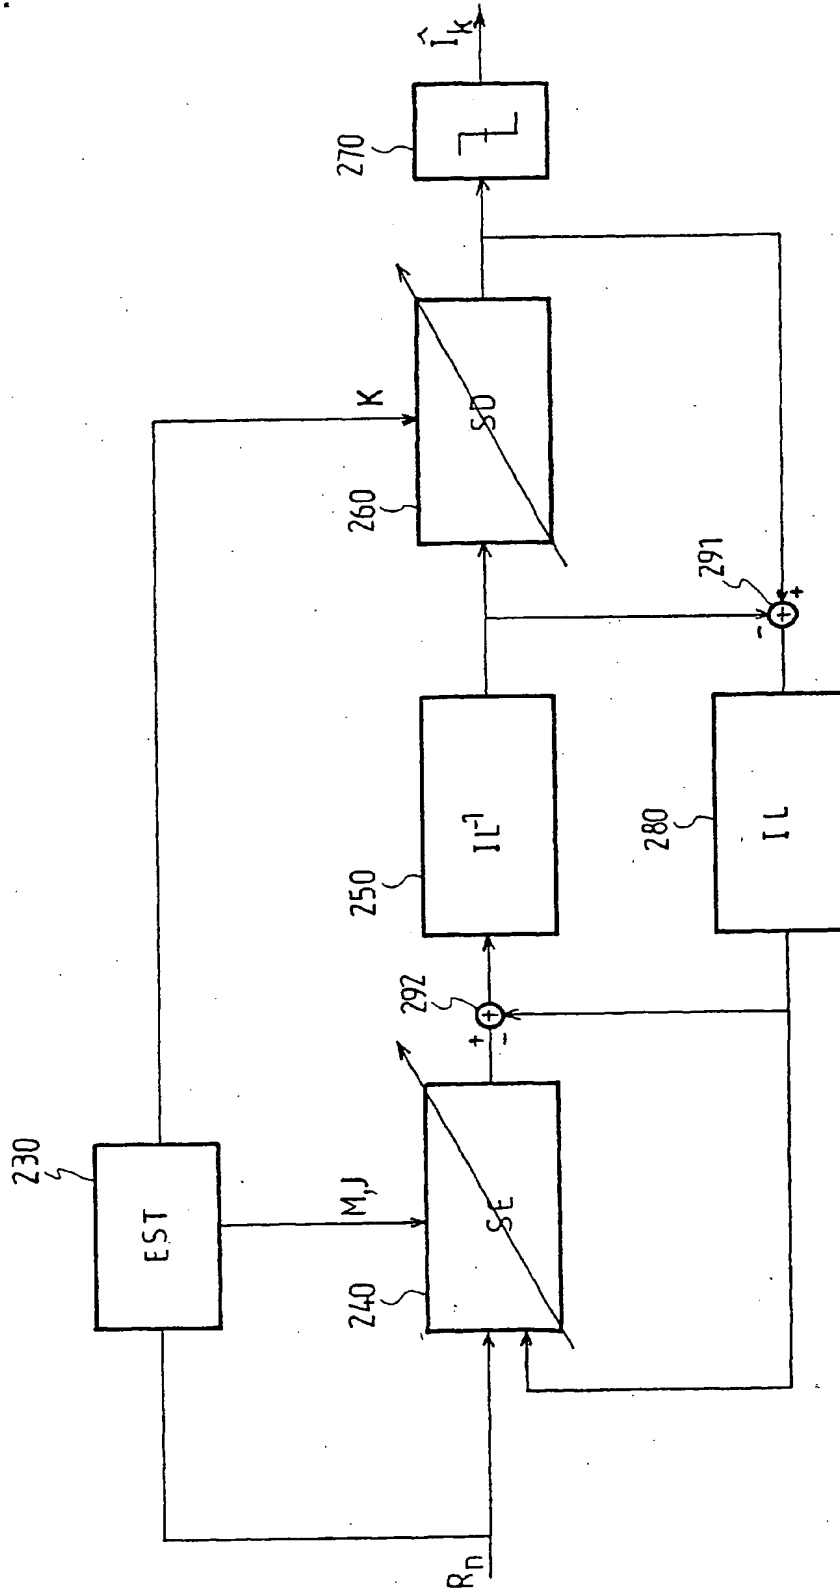 R_n
EST
230
M,J
SE
240
+
-
292
IL⁻¹
250
K
SD
260
270
Î_k
291
-
+
IL
280